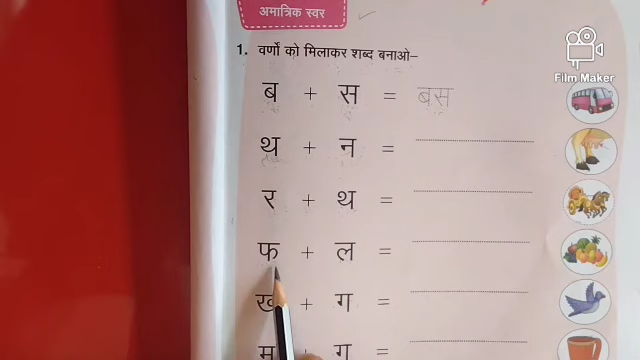 अमात्रिक स्वर
1. वर्णों को मिलाकर शब्द बनाओ–
ब + स = बस
थ + न =
र + थ =
फ + ल =
ख + ग =
म + ग =
Film Maker